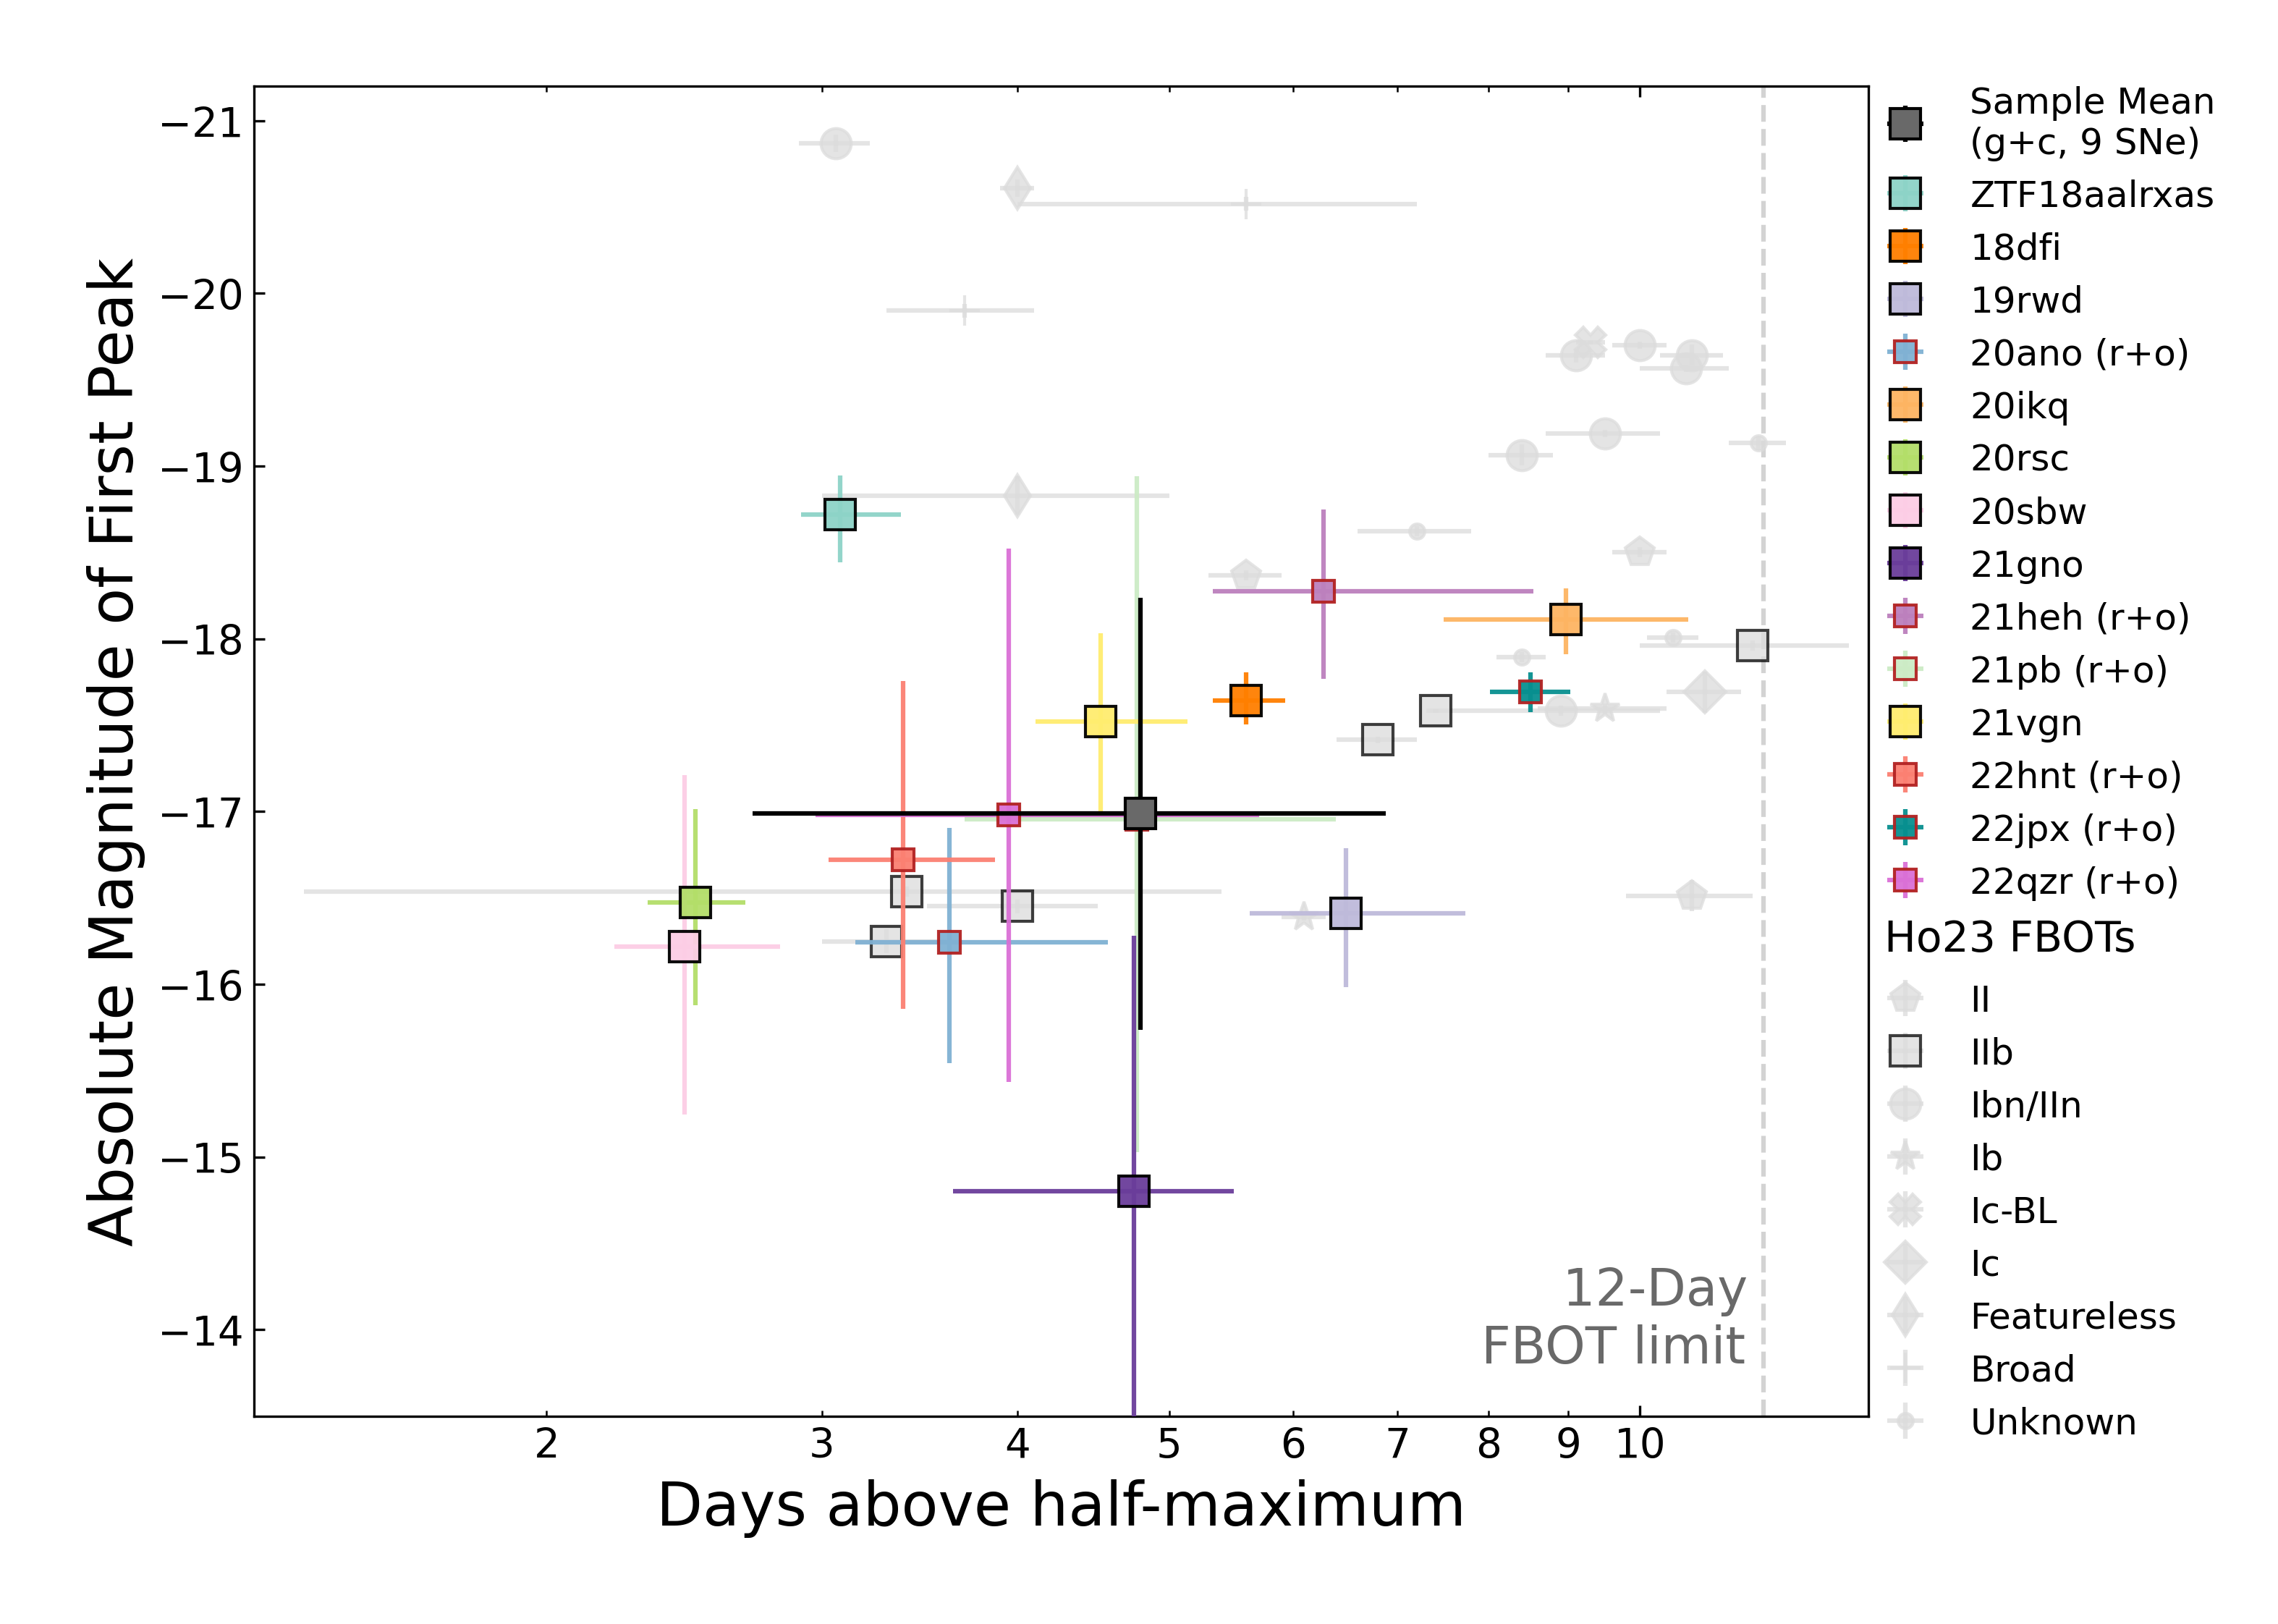 Absolute Magnitude of First Peak
−21
−20
−19
−18
−17
−16
−15
−14
2 3 4 5 6 7 8 9 10
Days above half-maximum
12-Day
FBOT limit
Sample Mean
(g+c, 9 SNe)
ZTF18aalrxas
18dfi
19rwd
20ano (r+o)
20ikq
20rsc
20sbw
21gno
21heh (r+o)
21pb (r+o)
21vgn
22hnt (r+o)
22jpx (r+o)
22qzr (r+o)
Ho23 FBOTs
II
IIb
Ibn/IIn
Ib
Ic-BL
Ic
Featureless
Broad
Unknown